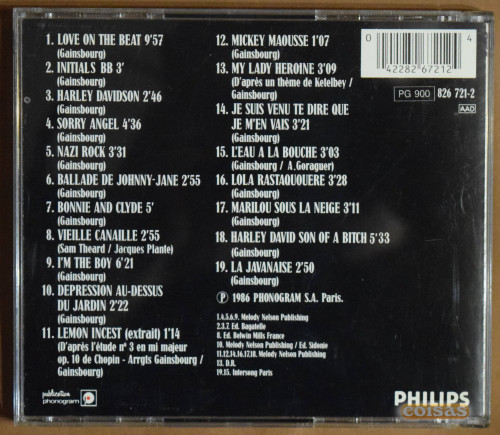 1. LOVE ON THE BEAT 9'57
(Gainsbourg)
2. INITIALS BB 3'
(Gainsbourg)
3. HARLEY DAVIDSON 2'46
(Gainsbourg)
4. SORRY ANGEL 4'36
(Gainsbourg)
5. NAZI ROCK 3'31
(Gainsbourg)
6. BALLADE DE JOHNNY-JANE 2'55
(Gainsbourg)
7. BONNIE AND CLYDE 5'
(Gainsbourg)
8. VIEILLE CANAILLE 2'55
(Sam Theard / Jacques Plante)
9. I'M THE BOY 6'21
(Gainsbourg)
10. DEPRESSION AU-DESSUS
DU JARDIN 2'22
(Gainsbourg)
11. LEMON INCEST (extrait) 1'14
(D'après l'étude n° 3 en mi majeur
op. 10 de Chopin - Arrgts Gainsbourg /
Gainsbourg)
12. MICKEY MAOUSSE 1'07
(Gainsbourg)
13. MY LADY HEROINE 3'09
(D'après un thème de Ketelbey /
Gainsbourg)
14. JE SUIS VENU TE DIRE QUE
JE M'EN VAIS 3'21
(Gainsbourg)
15. L'EAU A LA BOUCHE 3'03
(Gainsbourg / A.Goraguer)
16. LOLA RASTAQUOUERE 3'28
(Gainsbourg)
17. MARILOU SOUS LA NEIGE 3'11
(Gainsbourg)
18. HARLEY DAVID SON OF A BITCH 5'33
(Gainsbourg)
19. LA JAVANAISE 2'50
(Gainsbourg)
℗ 1986 PHONOGRAM S.A. Paris.
1.4.5.6.9. Melody Nelson Publishing
2.3.7. Ed. Bagatelle
8. Ed. Belwin Mills France
10. Melody Nelson Publishing / Ed. Sidonie
11.12.14.16.17.18. Melody Nelson Publishing
13. D.R.
19.15. Intersong Paris
0 42282 67212 4
PG 900 826 721-2
AAD
publication
phonogram
PHILIPS
coisas